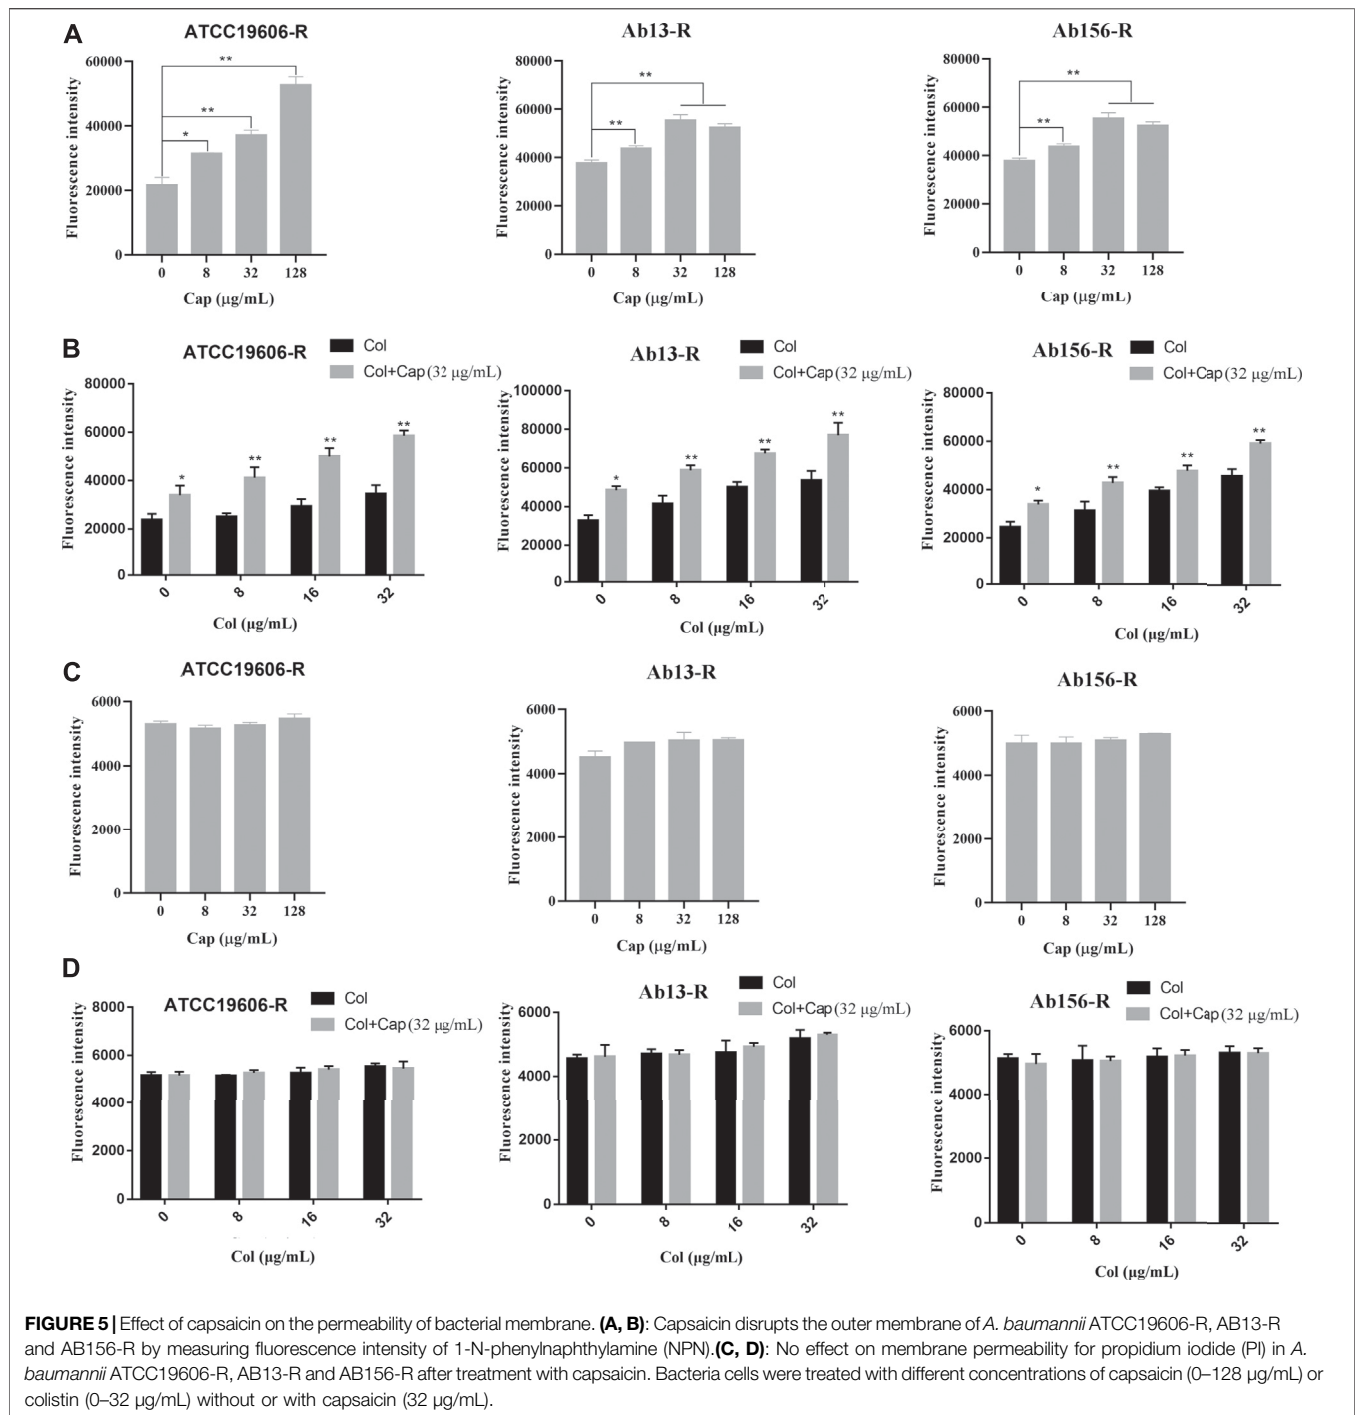 A
ATCC19606-R
Fluorescence intensity
60000
40000
20000
0
**
**
*
0 8 32 128
Cap (µg/mL)
Ab13-R
Fluorescence intensity
80000
60000
40000
20000
0
**
**
0 8 32 128
Cap (µg/mL)
Ab156-R
Fluorescence intensity
80000
60000
40000
20000
0
**
**
0 8 32 128
Cap (µg/mL)
B
ATCC19606-R
Col
Col+Cap (32 µg/mL)
Fluorescence intensity
80000
60000
40000
20000
0
* ** ** **
0 8 16 32
Col (µg/mL)
Ab13-R
Col
Col+Cap (32 µg/mL)
Fluorescence intensity
100000
80000
60000
40000
20000
0
* ** ** **
0 8 16 32
Col (µg/mL)
Ab156-R
Col
Col+Cap (32 µg/mL)
Fluorescence intensity
80000
60000
40000
20000
0
* ** ** **
0 8 16 32
Col (µg/mL)
C
ATCC19606-R
Fluorescence intensity
6000
4000
2000
0
0 8 32 128
Cap (µg/mL)
Ab13-R
Fluorescence intensity
6000
4000
2000
0
0 8 32 128
Cap (µg/mL)
Ab156-R
Fluorescence intensity
6000
4000
2000
0
0 8 32 128
Cap (µg/mL)
D
ATCC19606-R
Col
Col+Cap (32 µg/mL)
Fluorescence intensity
8000
6000
4000
2000
0
0 8 16 32
Col (µg/mL)
Ab13-R
Col
Col+Cap (32 µg/mL)
Fluorescence intensity
6000
4000
2000
0
0 8 16 32
Col (µg/mL)
Ab156-R
Col
Col+Cap (32 µg/mL)
Fluorescence intensity
6000
4000
2000
0
0 8 16 32
Col (µg/mL)
FIGURE 5 | Effect of capsaicin on the permeability of bacterial membrane. (A, B): Capsaicin disrupts the outer membrane of A. baumannii ATCC19606-R, AB13-R
and AB156-R by measuring fluorescence intensity of 1-N-phenylnaphthylamine (NPN).(C, D): No effect on membrane permeability for propidium iodide (PI) in A.
baumannii ATCC19606-R, AB13-R and AB156-R after treatment with capsaicin. Bacteria cells were treated with different concentrations of capsaicin (0–128 µg/mL) or
colistin (0–32 µg/mL) without or with capsaicin (32 µg/mL).